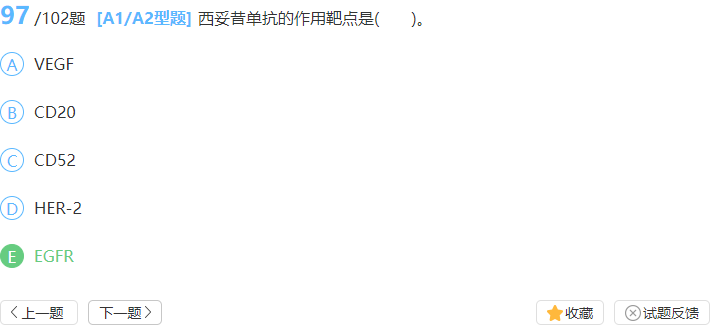 97 /102题 [A1/A2型题] 西妥昔单抗的作用靶点是(　　)。
A VEGF
B CD20
C CD52
D HER-2
E EGFR
上一题 下一题 收藏 试题反馈